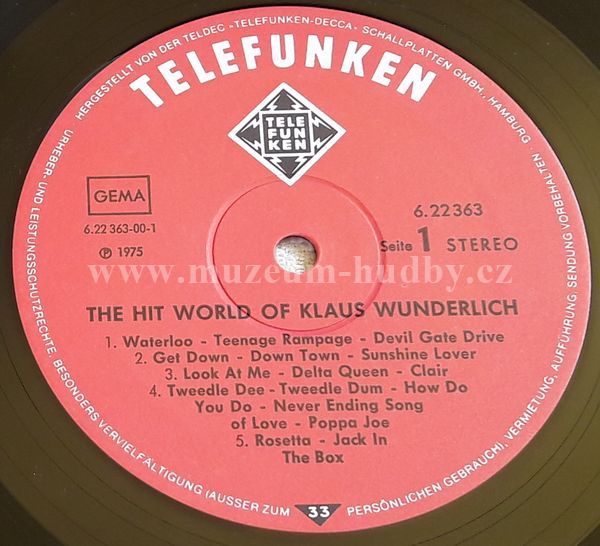 HERGESTELLT VON DER TELDEC »TELEFUNKEN-DECCA« SCHALLPLATTEN GMBH., HAMBURG
TELEFUNKEN
TELE
FUN
KEN
GEMA
6.22 363-00-1
℗ 1975
6.22363
Seite 1 STEREO
www.muzeum-hudby.cz
THE HIT WORLD OF KLAUS WUNDERLICH
1. Waterloo - Teenage Rampage - Devil Gate Drive
2. Get Down - Down Town - Sunshine Lover
3. Look At Me - Delta Queen - Clair
4. Tweedle Dee - Tweedle Dum - How Do
You Do - Never Ending Song
of Love - Poppa Joe
5. Rosetta - Jack In
The Box
33
URHEBER- UND LEISTUNGSSCHUTZRECHTE, BESONDERS VERVIELFÄLTIGUNG (AUSSER ZUM PERSÖNLICHEN GEBRAUCH), VERMIETUNG, AUFFÜHRUNG, SENDUNG VORBEHALTEN